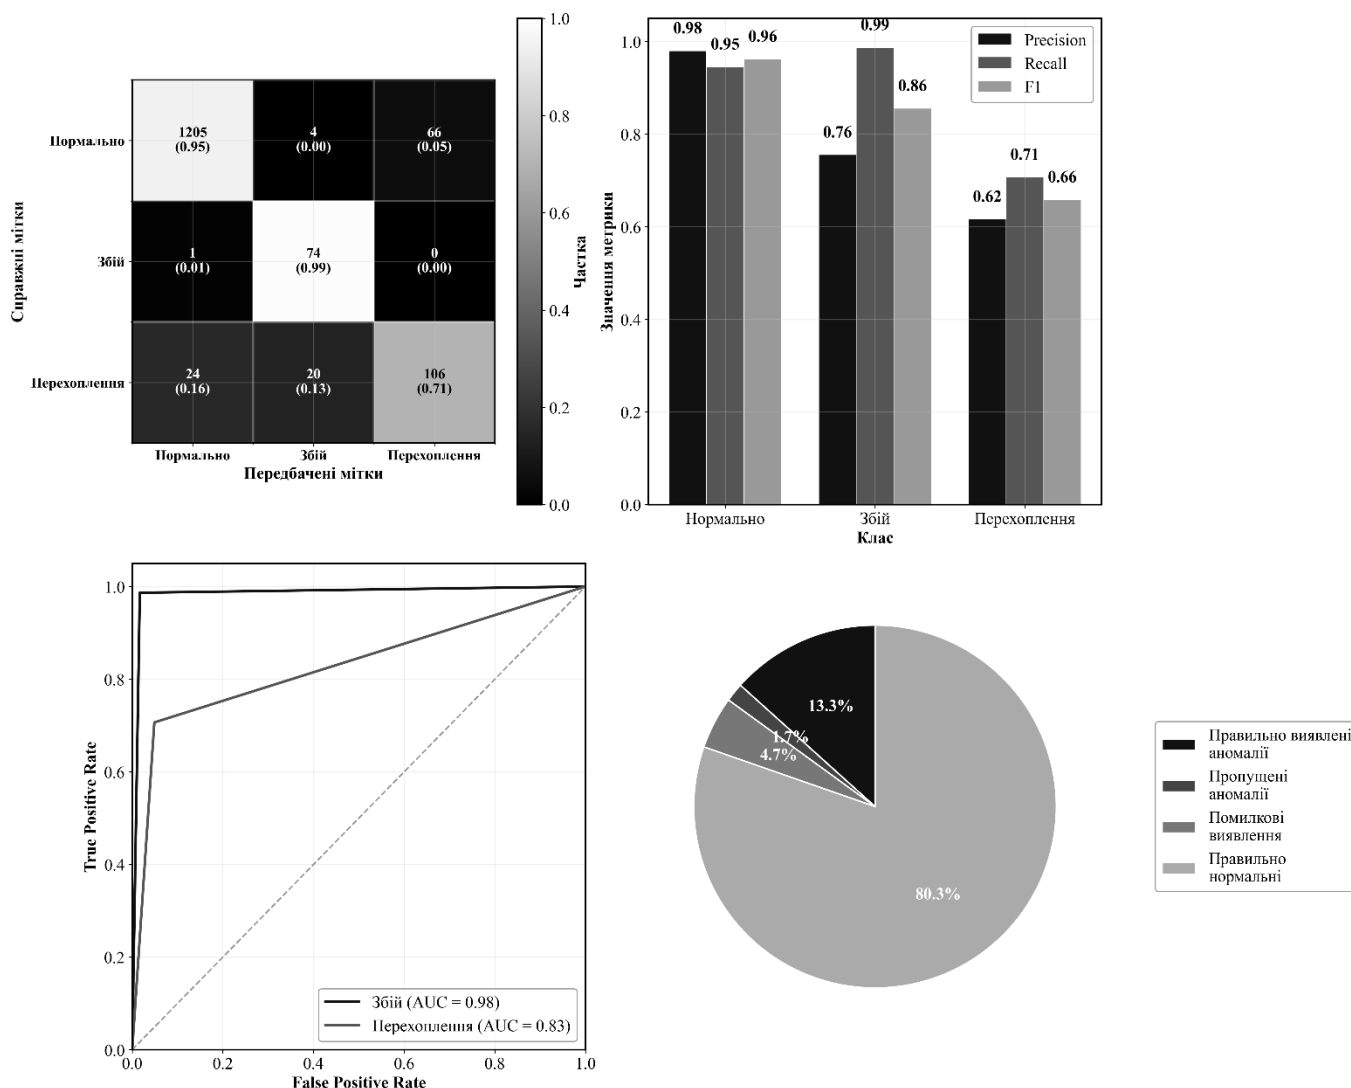 Справжні мітки
Нормально
Збій
Перехоплення
1205
(0.95)
4
(0.00)
66
(0.05)
1
(0.01)
74
(0.99)
0
(0.00)
24
(0.16)
20
(0.13)
106
(0.71)
Нормально
Збій
Перехоплення
Передбачені мітки
1.0
0.8
0.6
0.4
0.2
0.0
Частка
Значення метрики
1.0
0.8
0.6
0.4
0.2
0.0
0.98
0.95
0.96
0.76
0.99
0.86
0.62
0.71
0.66
Precision
Recall
F1
Нормально
Збій
Перехоплення
Клас
True Positive Rate
1.0
0.8
0.6
0.4
0.2
0.0
Збій (AUC = 0.98)
Перехоплення (AUC = 0.83)
0.0
0.2
0.4
0.6
0.8
1.0
False Positive Rate
13.3%
1.7%
4.7%
80.3%
Правильно виявлені
аномалії
Пропущені
аномалії
Помилкові
виявлення
Правильно
нормальні